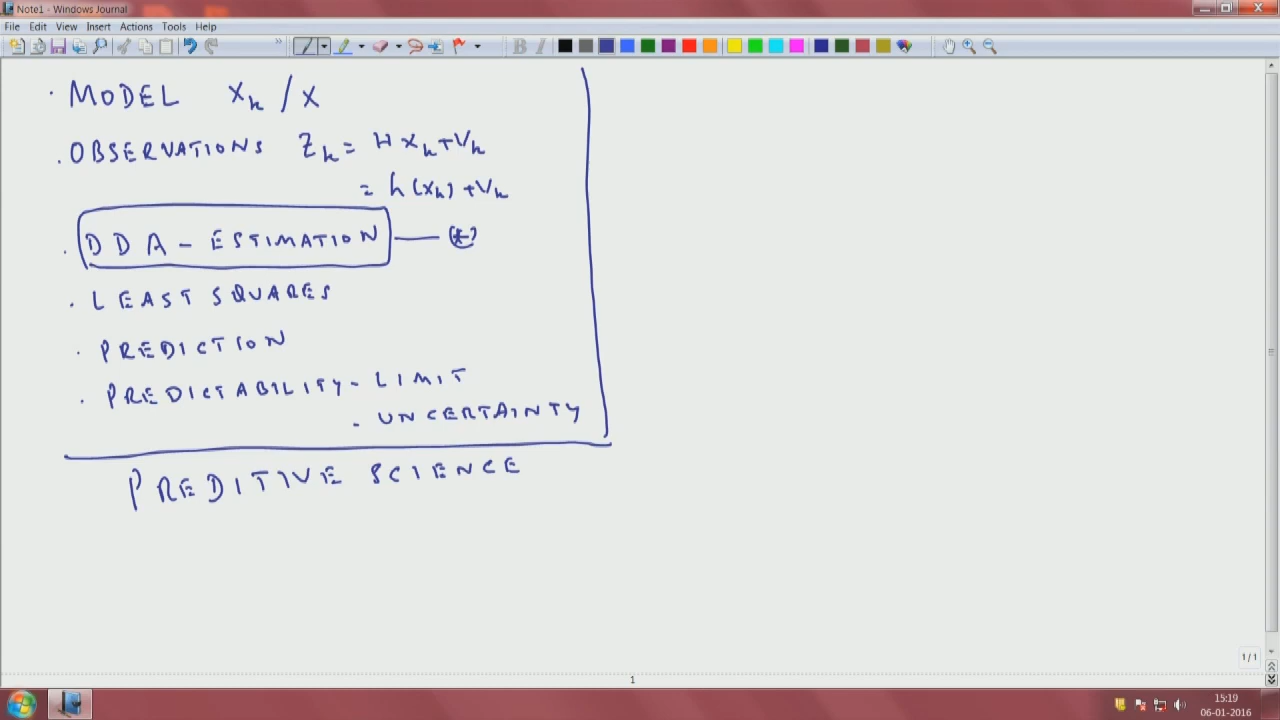 Note1 - Windows Journal
File Edit View Insert Actions Tools Help
B I
· MODEL x_k / x
· OBSERVATIONS Z_k = H x_k + V_k
= h(x_k) + V_k
· DDA - ESTIMATION — (*)
· LEAST SQUARES
· PREDICTION
· PREDICTABILITY - LIMIT
- UNCERTAINTY
PREDITIVE SCIENCE
1/1
1
15:19
06-01-2016